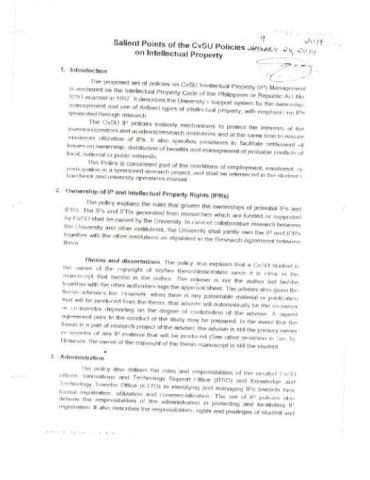 9 2019
Salient Points of the CvSU Policies JANUARY 24, 2019
on Intellectual Property
1. Introduction
The proposed set of policies on CvSU Intellectual Property (IP) Management
is anchored on the Intellectual Property Code of the Philippines or Republic Act No.
8293 enacted in 1997. It describes the University's support system for the ownership,
management and use of defined types of intellectual property, with emphasis on IPs
generated through research.
The CvSU IP policies embody mechanisms to protect the interests of the
inventors/creators and academic/research institutions and at the same time to ensure
maximum utilization of IPs. It also specifies provisions to facilitate settlement of
issues on ownership, distribution of benefits and management of probable conflicts of
local, national or public interests.
This Policy is considered part of the conditions of employment, enrolment, or
participation in a sponsored research project, and shall be referenced in the student's
handbook and university operations manual.
2. Ownership of IP and Intellectual Property Rights (IPRs)
The policy explains the rules that govern the ownerships of potential IPs and
IPRs. The IPs and IPRs generated from researches which are funded or supported
by CvSU shall be owned by the University. In case of collaborative research between
the University and other institutions, the University shall jointly own the IP and IPRs,
together with the other institutions as stipulated in the Research Agreement between
them.
Thesis and dissertations. The policy also explains that a CvSU student is
the owner of the copyright of his/her thesis/dissertation since it is clear in the
manuscript that he/she is the author. The adviser is not the author but he/she
together with the other authorities sign the approval sheet. The adviser also given the
thesis adviser's fee. However, when there is any patentable material or publication
that will be produced from the thesis, that adviser will automatically be the co-owner
or co-inventor depending on the degree of contribution of the adviser. A signed
agreement prior to the conduct of the study may be prepared. In the event that the
thesis is a part of research project of the adviser, the adviser is still the primary owner
or inventor of any IP material that will be produced (See other provision in Sec. 5).
However, the owner of the copyright of the thesis manuscript is still the student.
3. Administration
The policy also defines the roles and responsibilities of the created CvSU
offices: Innovations and Technology Support Office (ITSO) and Knowledge and
Technology Transfer Office (KTTO) in identifying and managing IPs towards their
formal registration, utilization and commercialization. The set of IP policies also
defines the responsibilities of the administration in protecting and facilitating IP
registration. It also describes the responsibilities, rights and privileges of student and